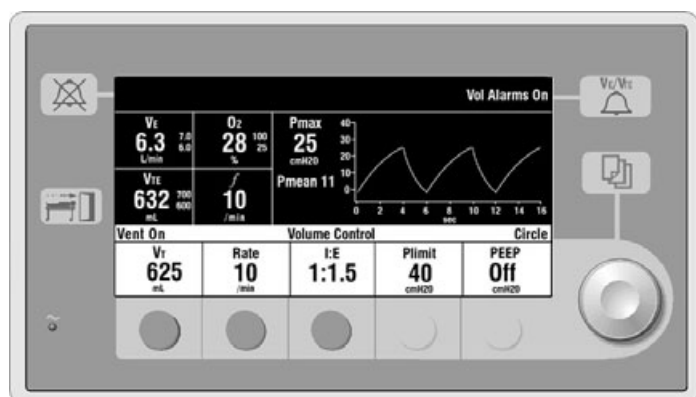 Vol Alarms On
VE/VTE
VE
6.3 7.0 6.0
L/min
O2
28 100 25
%
Pmax
25
cmH2O
Pmean 11
40
30
20
10
0
0 2 4 6 8 10 12 14 16
sec
VTE
632 700 600
mL
10
/min
Vent On Volume Control Circle
VT
625
mL
Rate
10
/min
I:E
1:1.5
Plimit
40
cmH2O
PEEP
Off
cmH2O